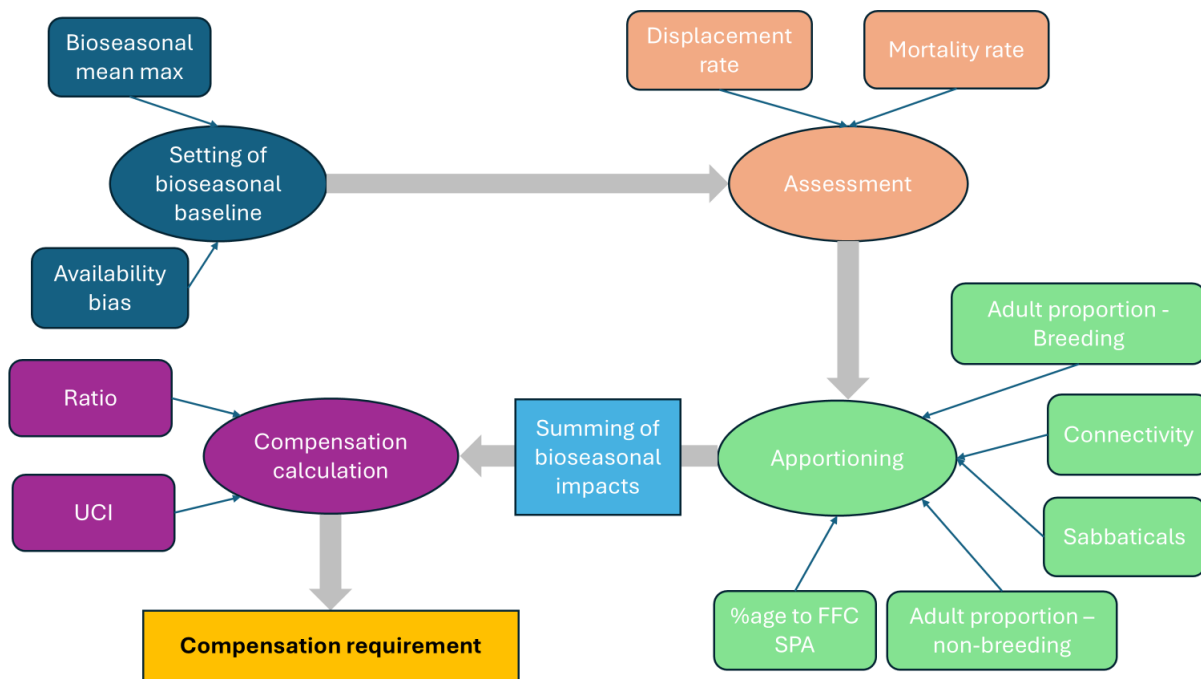 Bioseasonal
mean max
Displacement
rate
Mortality rate
Setting of
bioseasonal
baseline
Assessment
Availability
bias
Adult proportion -
Breeding
Ratio
Compensation
calculation
Summing of
bioseasonal
impacts
Apportioning
Connectivity
UCI
Sabbaticals
Compensation requirement
%age to FFC
SPA
Adult proportion –
non-breeding